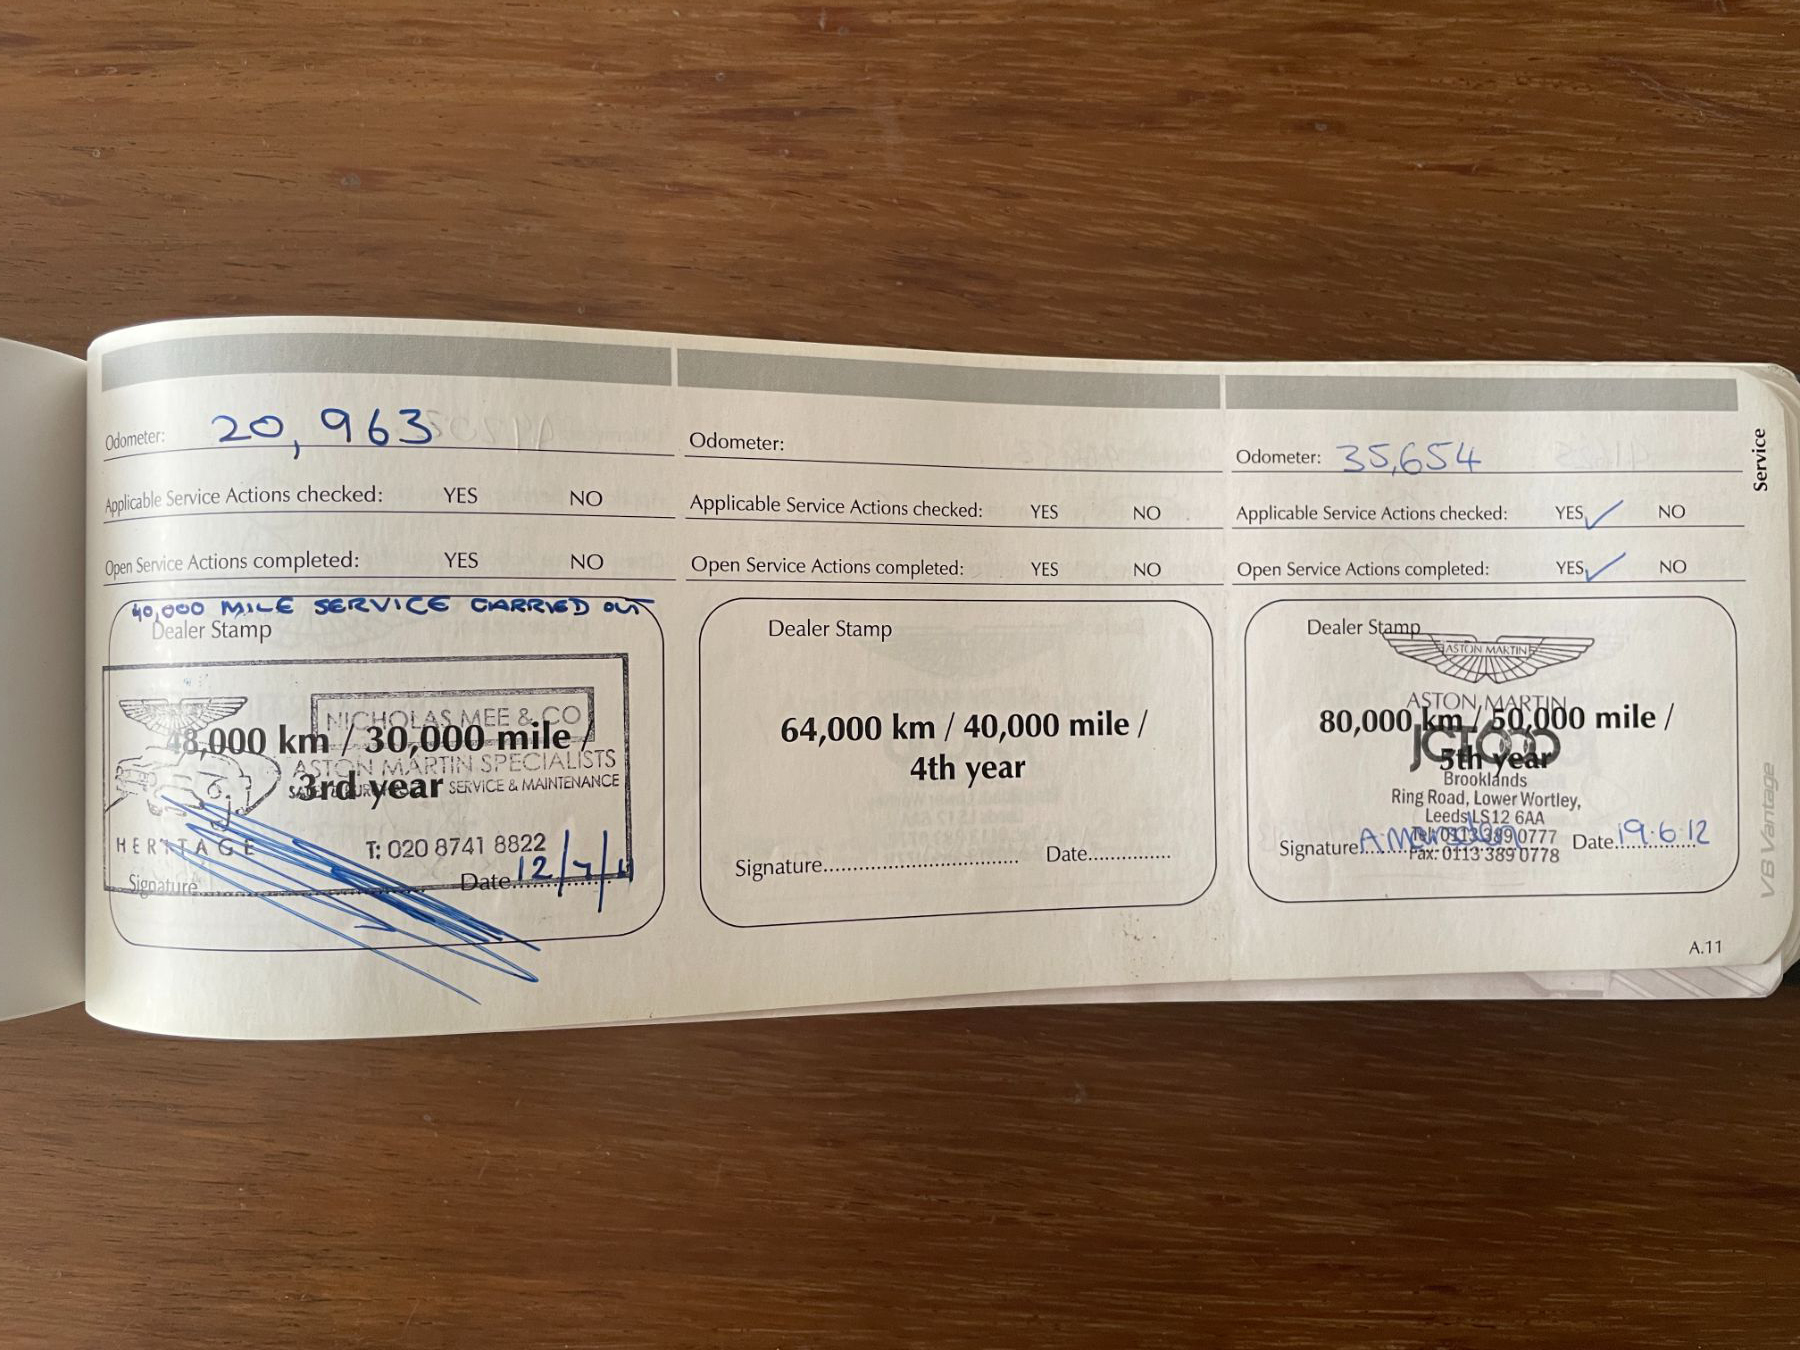 Odometer: 20,963
Applicable Service Actions checked: YES NO
Open Service Actions completed: YES NO
40,000 MILE SERVICE CARRIED OUT
Dealer Stamp
NICHOLAS MEE & CO
48,000 km / 30,000 mile /
ASTON MARTIN SPECIALISTS
3rd year
SERVICE & MAINTENANCE
HERITAGE
T: 020 8741 8822
Signature
Date 12/7/11
Odometer:
Applicable Service Actions checked: YES NO
Open Service Actions completed: YES NO
Dealer Stamp
64,000 km / 40,000 mile /
4th year
Signature.............................. Date...............
Odometer: 35,654
Applicable Service Actions checked: YES ✓ NO
Open Service Actions completed: YES ✓ NO
Dealer Stamp
ASTON MARTIN
ASTON MARTIN
80,000 km / 50,000 mile /
JCT600
5th year
Brooklands
Ring Road, Lower Wortley,
Leeds LS12 6AA
Tel: 0113 389 0777
Fax: 0113 389 0778
Signature
Date 19.6.12
Service
V8 Vantage
A.11